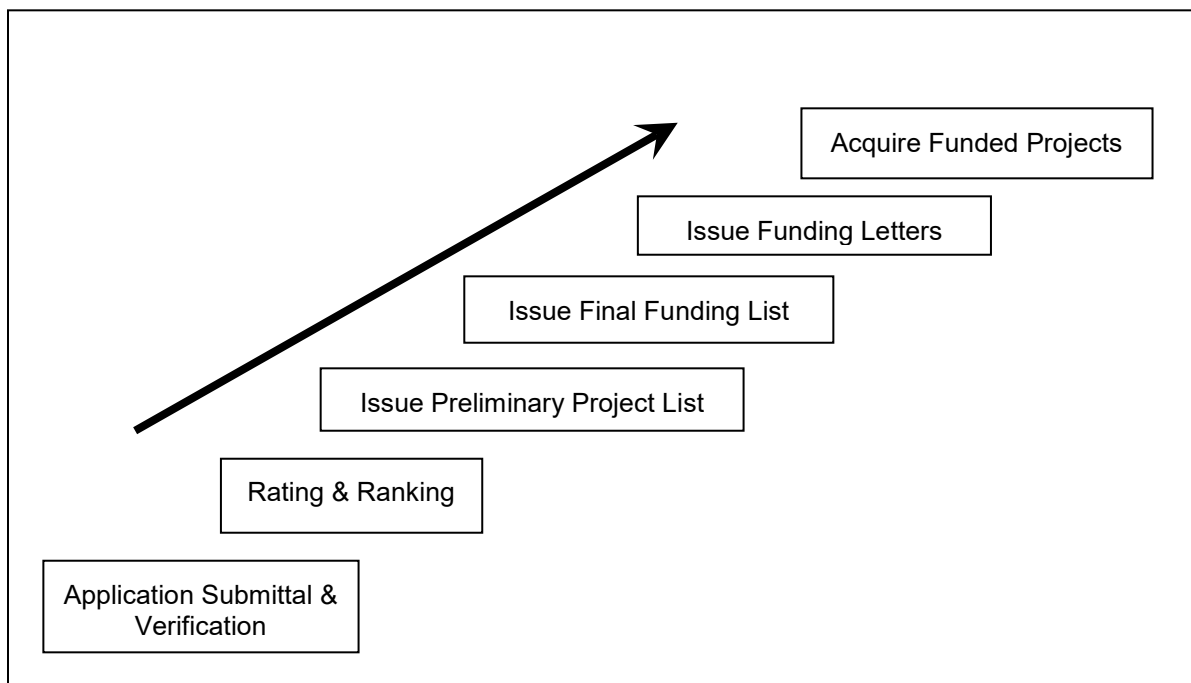 Acquire Funded Projects
Issue Funding Letters
Issue Final Funding List
Issue Preliminary Project List
Rating & Ranking
Application Submittal &
Verification